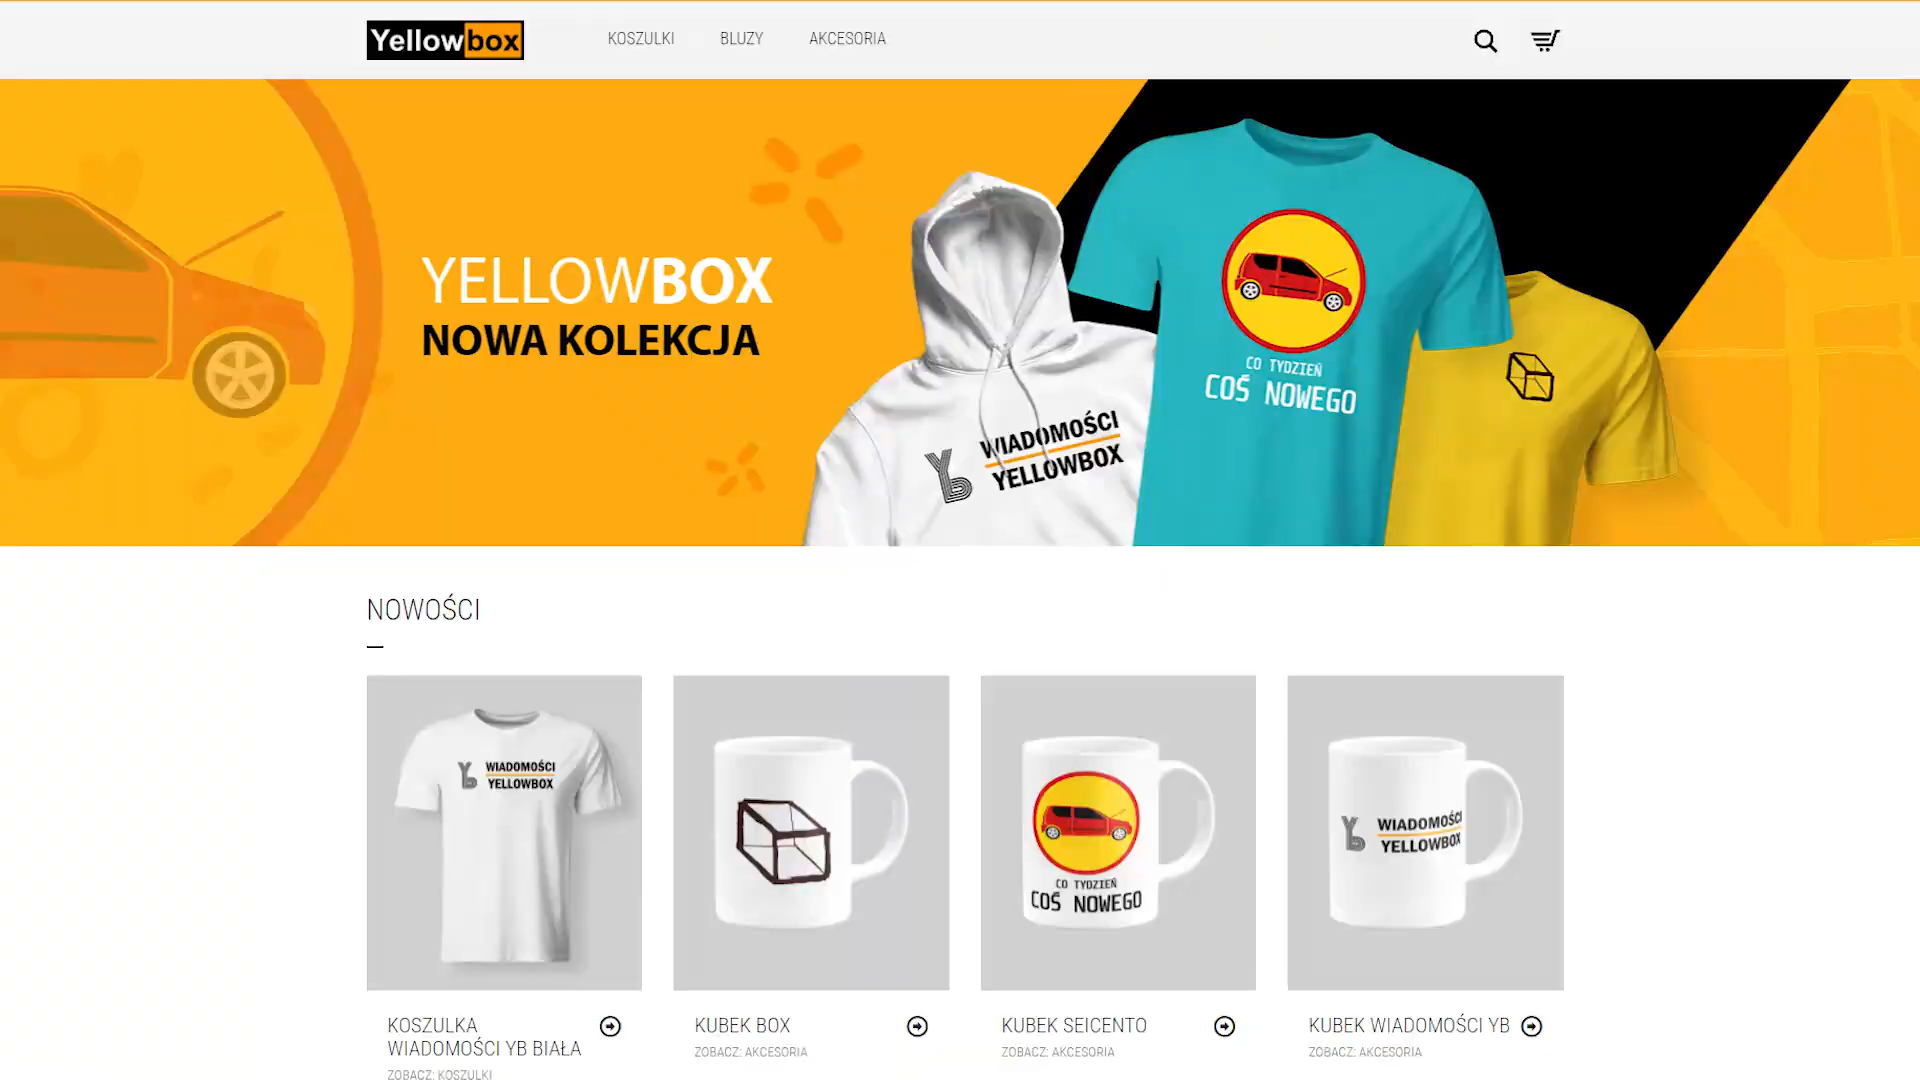 Yellowbox
KOSZULKI
BLUZY
AKCESORIA
YELLOWBOX
NOWA KOLEKCJA
WIADOMOŚCI
YELLOWBOX
CO TYDZIEŃ
COŚ NOWEGO
NOWOŚCI
WIADOMOŚCI
YELLOWBOX
CO TYDZIEŃ
COŚ NOWEGO
WIADOMOŚCI
YELLOWBOX
KOSZULKA
WIADOMOŚCI YB BIAŁA
ZOBACZ: KOSZULKI
KUBEK BOX
ZOBACZ: AKCESORIA
KUBEK SEICENTO
ZOBACZ: AKCESORIA
KUBEK WIADOMOŚCI YB
ZOBACZ: AKCESORIA